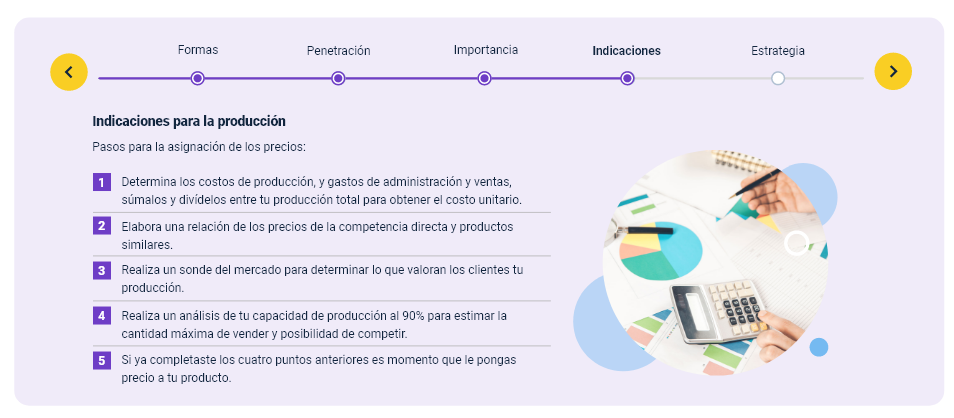 Formas
Penetración
Importancia
Indicaciones
Estrategia
Indicaciones para la producción
Pasos para la asignación de los precios:
1 Determina los costos de producción, y gastos de administración y ventas,
súmalos y divídelos entre tu producción total para obtener el costo unitario.
2 Elabora una relación de los precios de la competencia directa y productos
similares.
3 Realiza un sonde del mercado para determinar lo que valoran los clientes tu
producción.
4 Realiza un análisis de tu capacidad de producción al 90% para estimar la
cantidad máxima de vender y posibilidad de competir.
5 Si ya completaste los cuatro puntos anteriores es momento que le pongas
precio a tu producto.